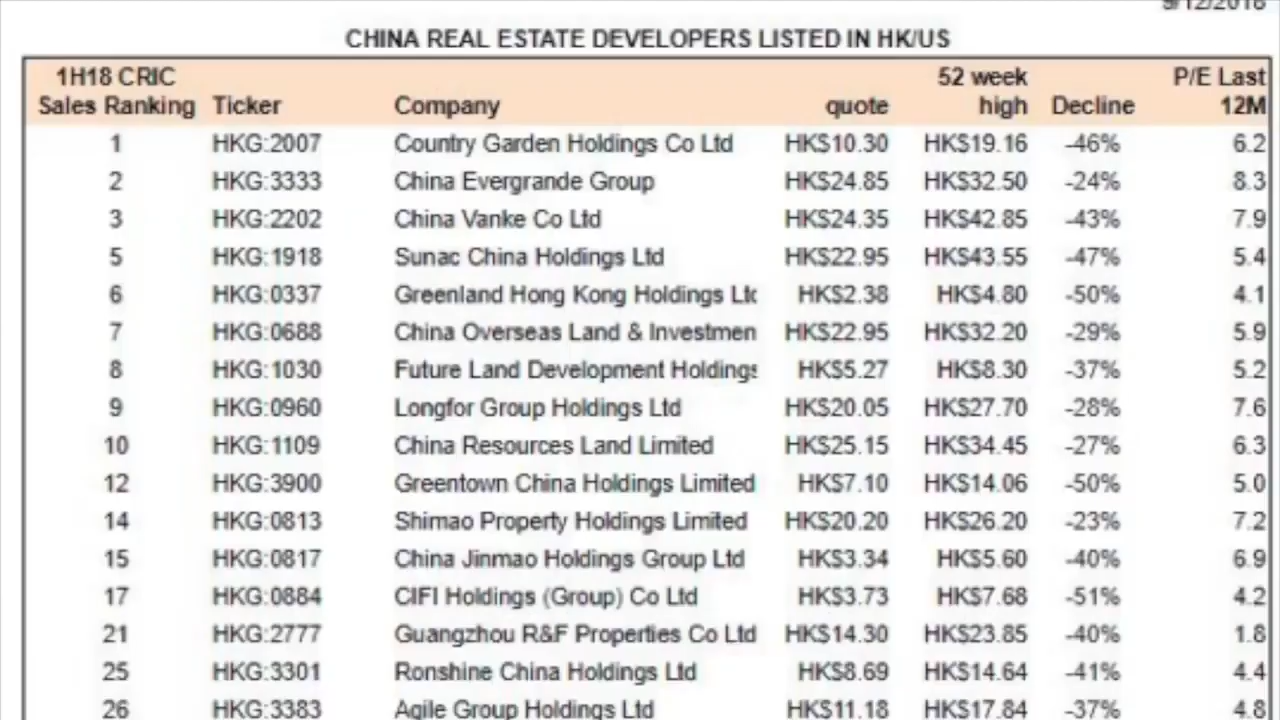 9/12/2018
CHINA REAL ESTATE DEVELOPERS LISTED IN HK/US
1H18 CRIC Sales Ranking Ticker Company quote 52 week high Decline P/E Last 12M
1 HKG:2007 Country Garden Holdings Co Ltd HK$10.30 HK$19.16 -46% 6.2
2 HKG:3333 China Evergrande Group HK$24.85 HK$32.50 -24% 8.3
3 HKG:2202 China Vanke Co Ltd HK$24.35 HK$42.85 -43% 7.9
5 HKG:1918 Sunac China Holdings Ltd HK$22.95 HK$43.55 -47% 5.4
6 HKG:0337 Greenland Hong Kong Holdings Ltd HK$2.38 HK$4.80 -50% 4.1
7 HKG:0688 China Overseas Land & Investmen HK$22.95 HK$32.20 -29% 5.9
8 HKG:1030 Future Land Development Holdings HK$5.27 HK$8.30 -37% 5.2
9 HKG:0960 Longfor Group Holdings Ltd HK$20.05 HK$27.70 -28% 7.6
10 HKG:1109 China Resources Land Limited HK$25.15 HK$34.45 -27% 6.3
12 HKG:3900 Greentown China Holdings Limited HK$7.10 HK$14.06 -50% 5.0
14 HKG:0813 Shimao Property Holdings Limited HK$20.20 HK$26.20 -23% 7.2
15 HKG:0817 China Jinmao Holdings Group Ltd HK$3.34 HK$5.60 -40% 6.9
17 HKG:0884 CIFI Holdings (Group) Co Ltd HK$3.73 HK$7.68 -51% 4.2
21 HKG:2777 Guangzhou R&F Properties Co Ltd HK$14.30 HK$23.85 -40% 1.8
25 HKG:3301 Ronshine China Holdings Ltd HK$8.69 HK$14.64 -41% 4.4
26 HKG:3383 Agile Group Holdings Ltd HK$11.18 HK$17.84 -37% 4.8